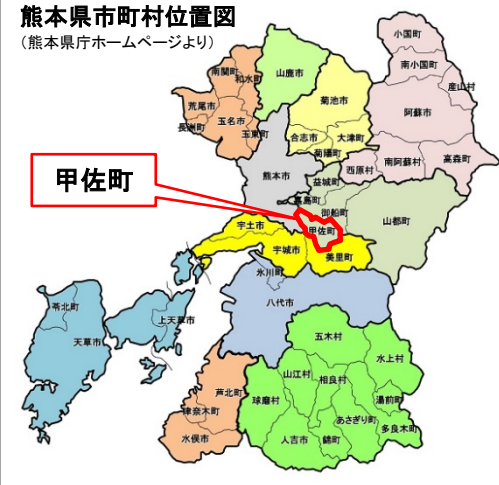 熊本県市町村位置図
(熊本県庁ホームページより)
小国町
南関町
和水町
山鹿市
南小国町
産山村
菊池市
荒尾市
玉名市
阿蘇市
長洲町
玉東町
合志市
大津町
菊陽町
高森町
西原村
南阿蘇村
甲佐町
熊本市
益城町
嘉島町
御船町
山都町
宇土市
甲佐町
宇城市
美里町
氷川町
八代市
苓北町
上天草市
天草市
五木村
水上村
山江村
相良村
芦北町
湯前町
球磨村
津奈木町
あさぎり町
多良木町
水俣市
人吉市
錦町